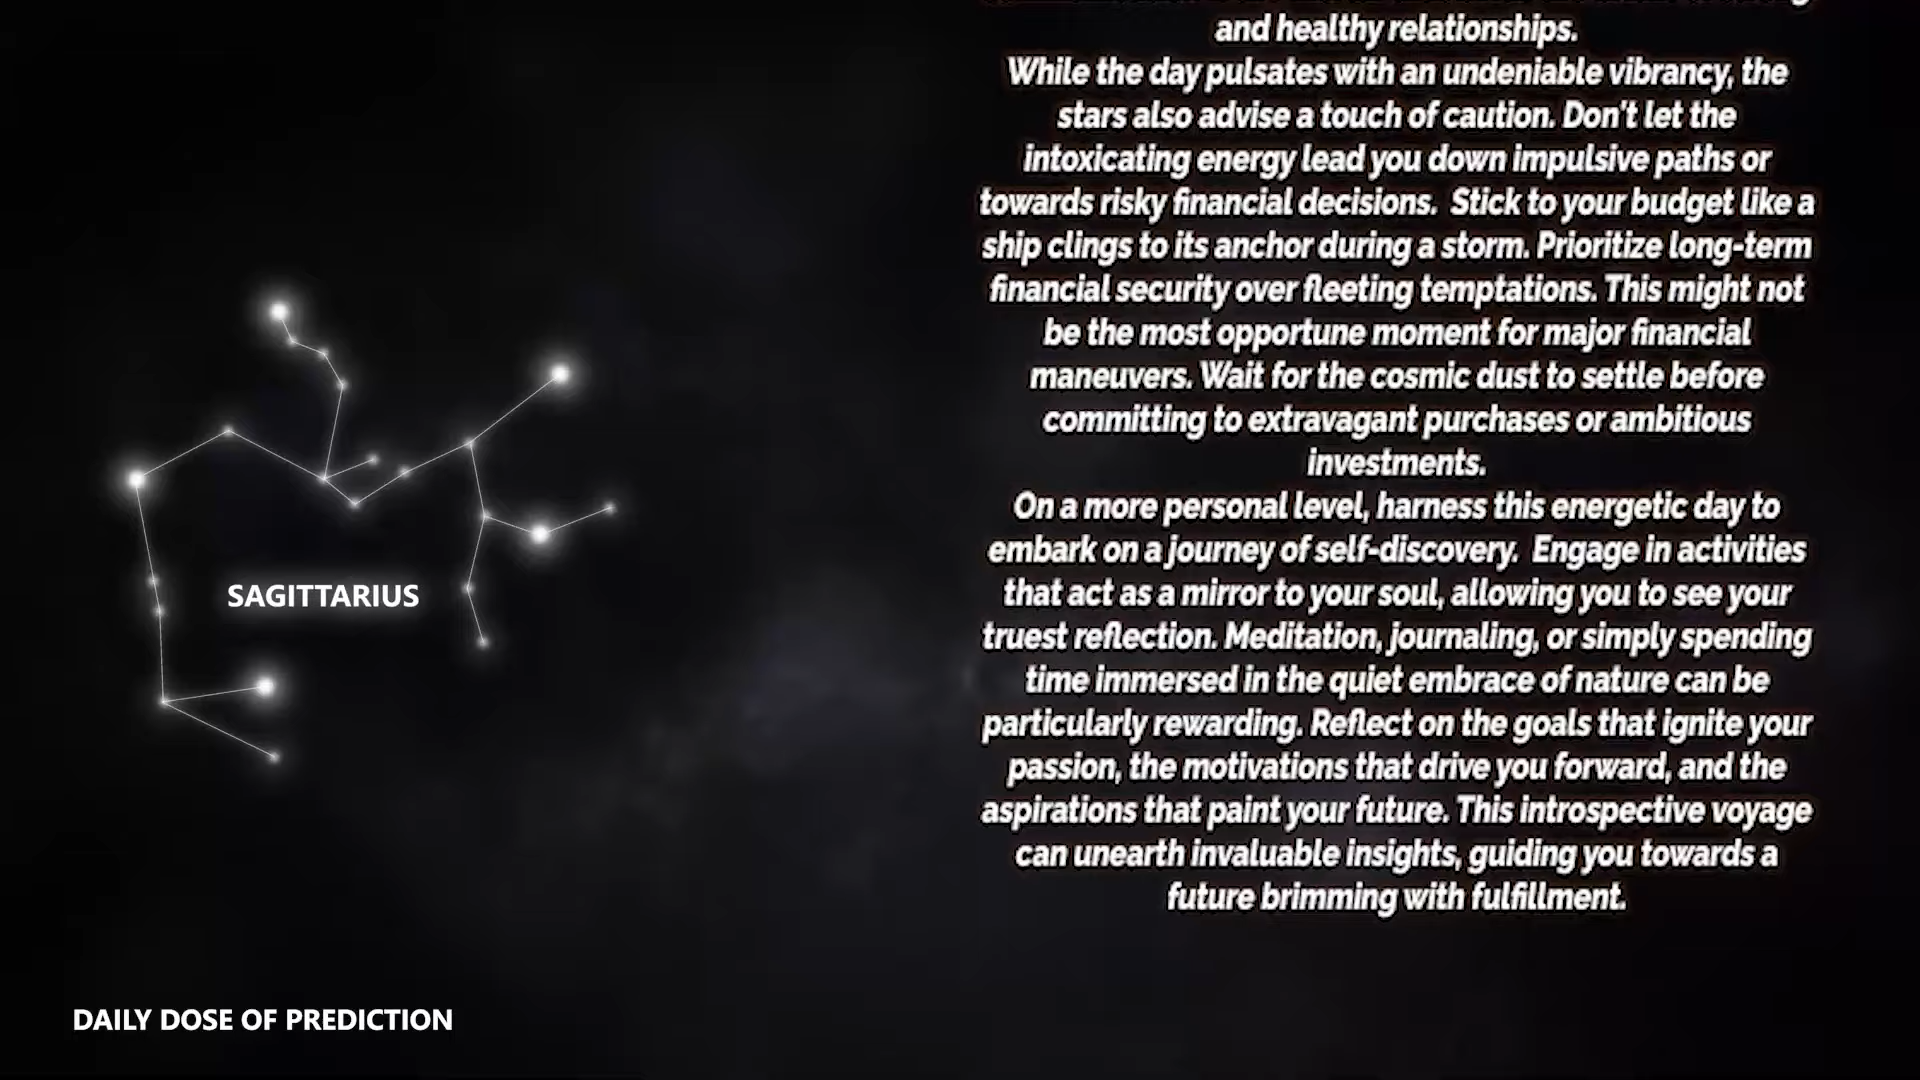 and healthy relationships.
While the day pulsates with an undeniable vibrancy, the
stars also advise a touch of caution. Don't let the
intoxicating energy lead you down impulsive paths or
towards risky financial decisions.  Stick to your budget like a
ship clings to its anchor during a storm. Prioritize long-term
financial security over fleeting temptations. This might not
be the most opportune moment for major financial
maneuvers. Wait for the cosmic dust to settle before
committing to extravagant purchases or ambitious
investments.
On a more personal level, harness this energetic day to
embark on a journey of self-discovery.  Engage in activities
that act as a mirror to your soul, allowing you to see your
truest reflection. Meditation, journaling, or simply spending
time immersed in the quiet embrace of nature can be
particularly rewarding. Reflect on the goals that ignite your
passion, the motivations that drive you forward, and the
aspirations that paint your future. This introspective voyage
can unearth invaluable insights, guiding you towards a
future brimming with fulfillment.
SAGITTARIUS
DAILY DOSE OF PREDICTION